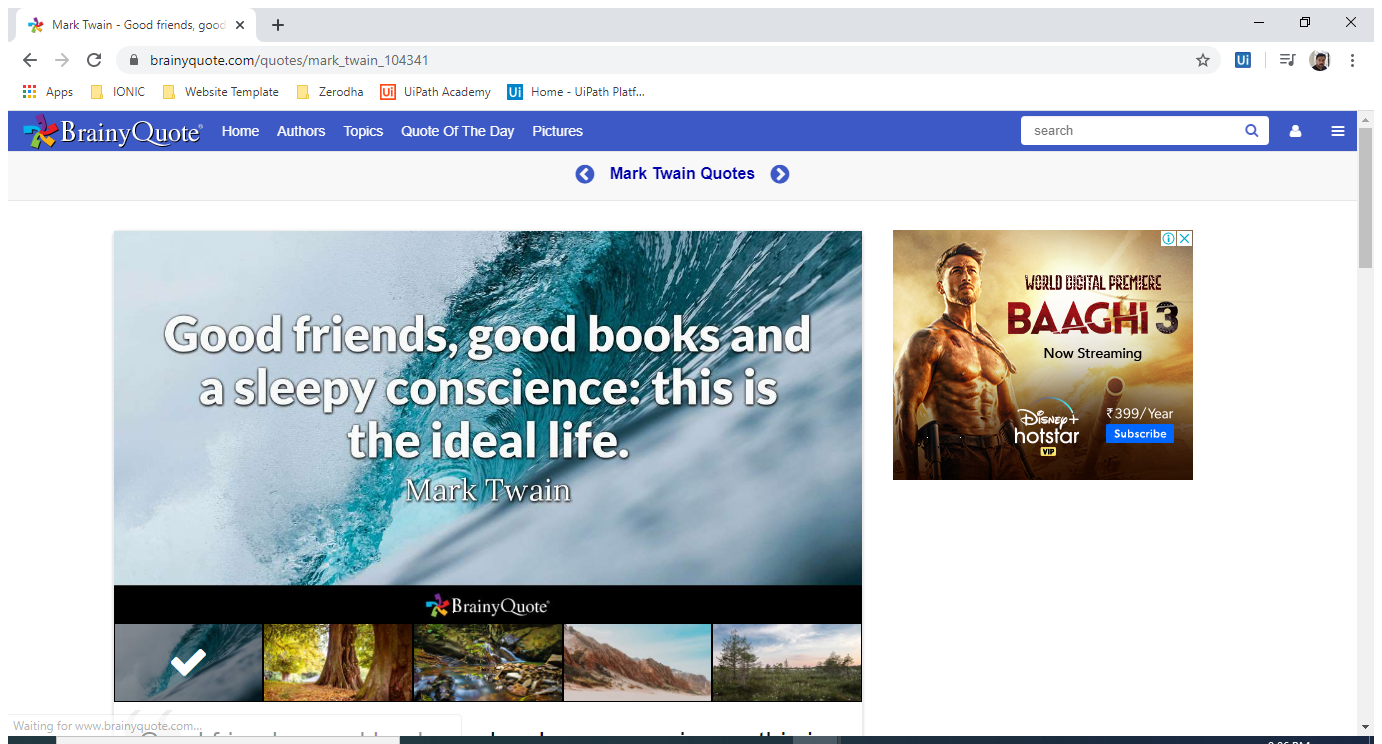 Mark Twain - Good friends, good
brainyquote.com/quotes/mark_twain_104341
Ui
Apps
IONIC
Website Template
Zerodha
Ui UiPath Academy
Ui Home - UiPath Platf...
BrainyQuote®
Home
Authors
Topics
Quote Of The Day
Pictures
search
Mark Twain Quotes
Good friends, good books and
a sleepy conscience: this is
the ideal life.
Mark Twain
BrainyQuote®
WORLD DIGITAL PREMIERE
BAAGHI 3
Now Streaming
Disney+
hotstar
VIP
₹399/Year
Subscribe
Waiting for www.brainyquote.com...